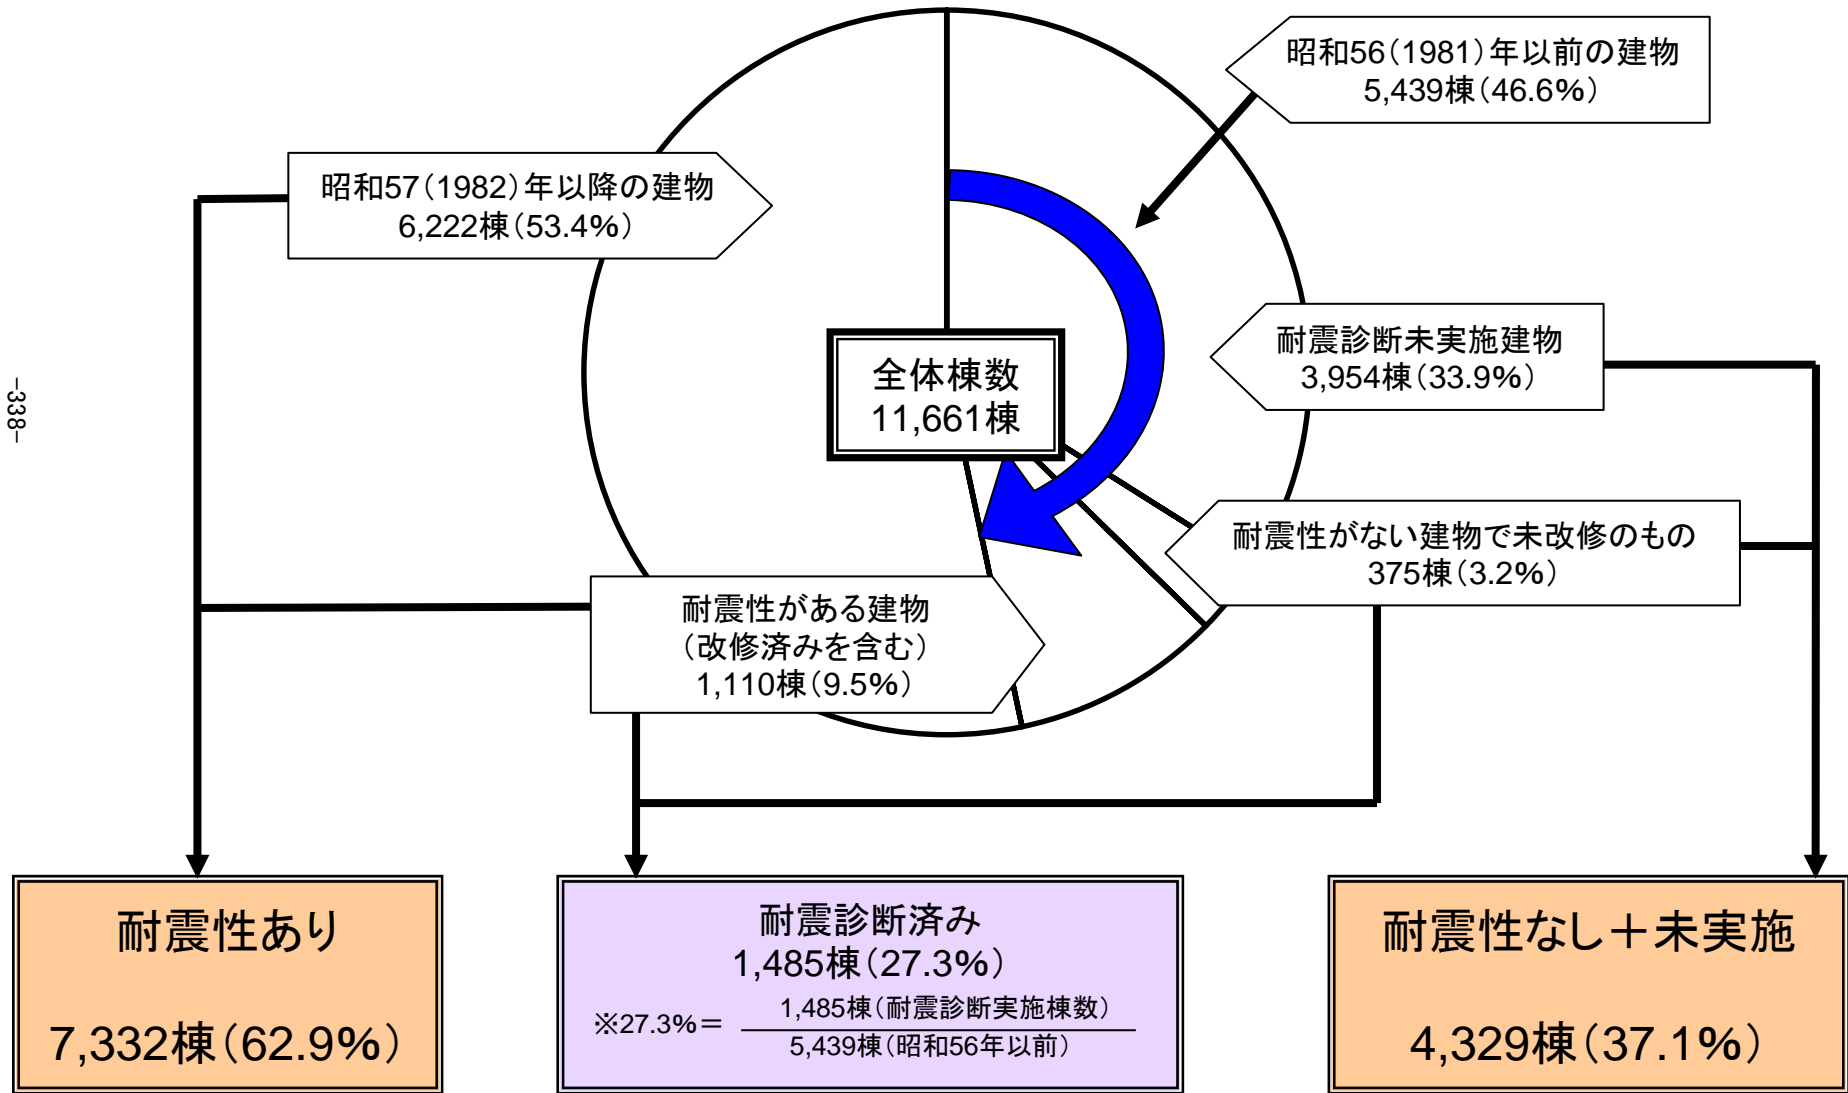 昭和56(1981)年以前の建物
5,439棟(46.6%)
昭和57(1982)年以降の建物
6,222棟(53.4%)
耐震診断未実施建物
3,954棟(33.9%)
全体棟数
11,661棟
-338-
耐震性がない建物で未改修のもの
375棟(3.2%)
耐震性がある建物
(改修済みを含む)
1,110棟(9.5%)
耐震性あり
7,332棟(62.9%)
耐震診断済み
1,485棟(27.3%)
※27.3%= 1,485棟(耐震診断実施棟数)
5,439棟(昭和56年以前)
耐震性なし+未実施
4,329棟(37.1%)